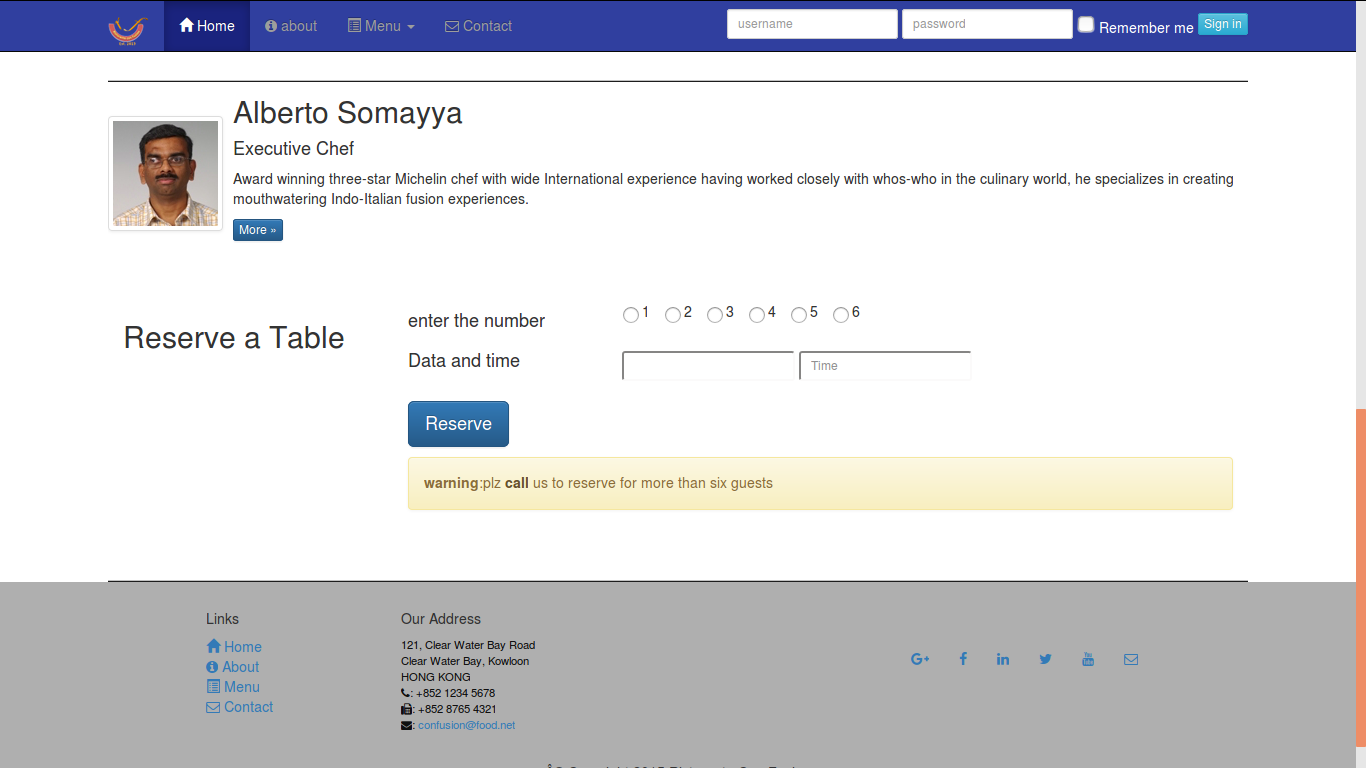 Home about Menu Contact username password Remember me Sign in
Alberto Somayya
Executive Chef
Award winning three-star Michelin chef with wide International experience having worked closely with whos-who in the culinary world, he specializes in creating
mouthwatering Indo-Italian fusion experiences.
More »
Reserve a Table
enter the number 1 2 3 4 5 6
Data and time Time
Reserve
warning:plz call us to reserve for more than six guests
Links
Home
About
Menu
Contact
Our Address
121, Clear Water Bay Road
Clear Water Bay, Kowloon
HONG KONG
: +852 1234 5678
: +852 8765 4321
: confusion@food.net